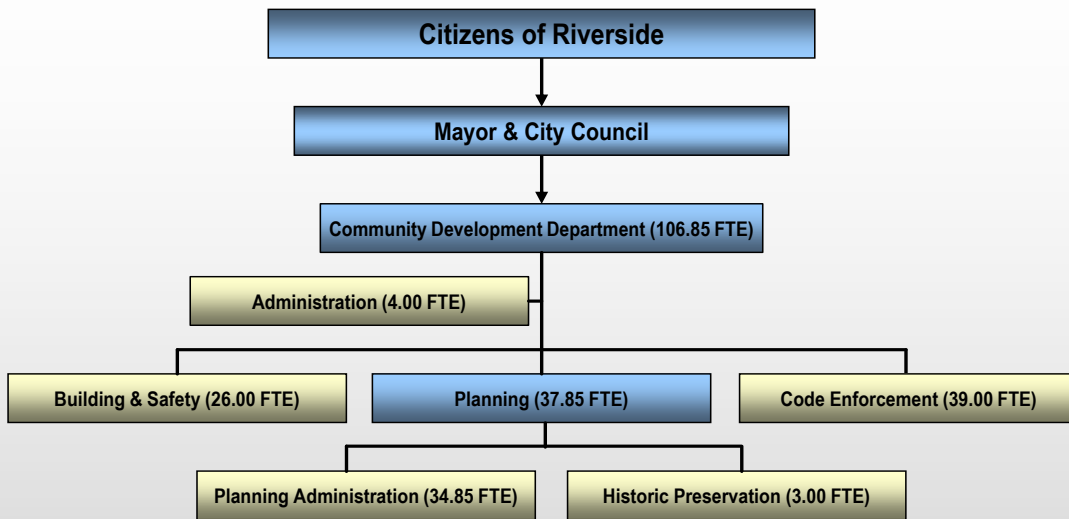 Citizens of Riverside
Mayor & City Council
Community Development Department (106.85 FTE)
Administration (4.00 FTE)
Building & Safety (26.00 FTE)
Planning (37.85 FTE)
Code Enforcement (39.00 FTE)
Planning Administration (34.85 FTE)
Historic Preservation (3.00 FTE)